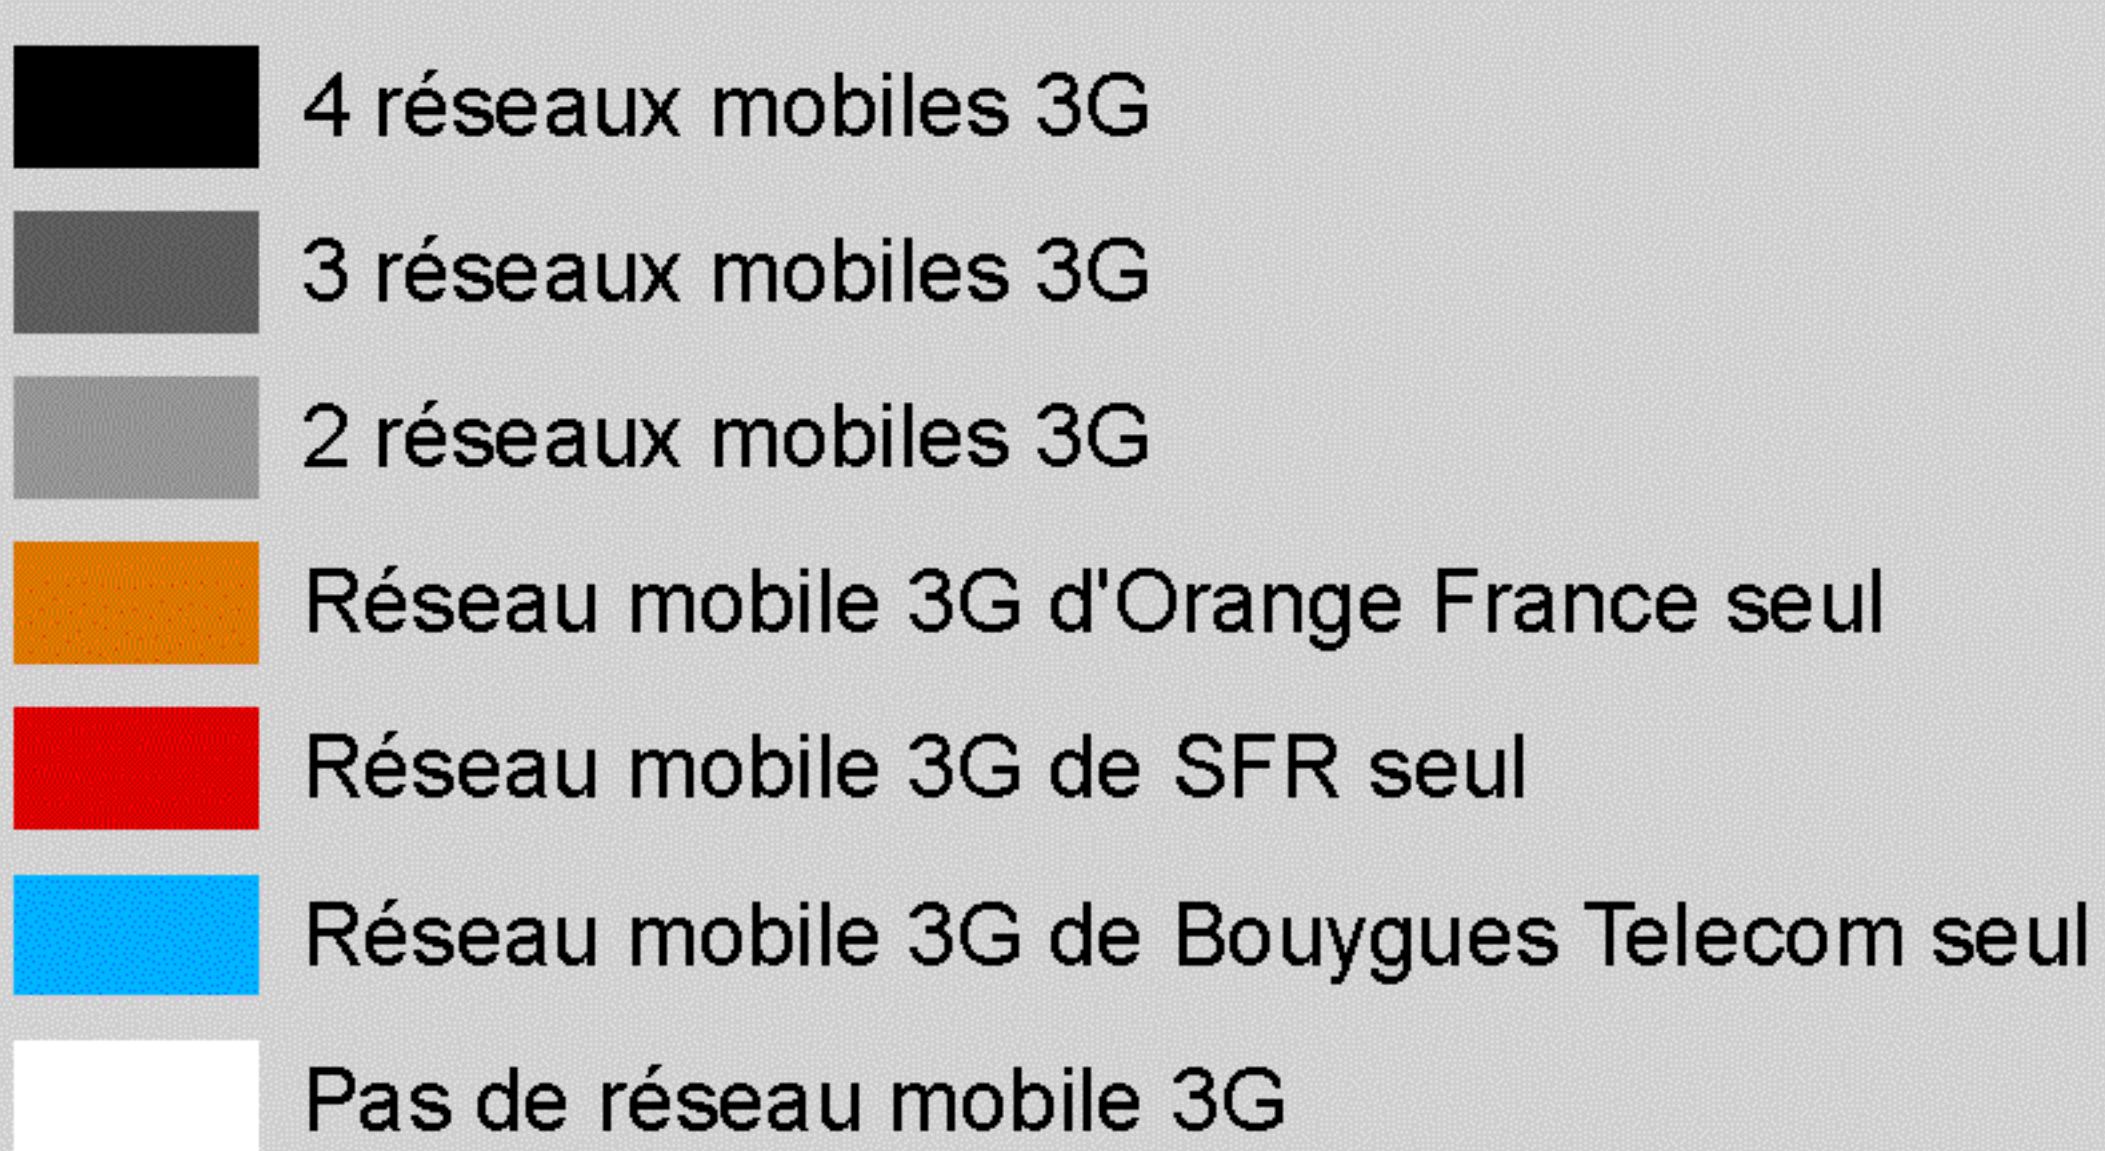 4 réseaux mobiles 3G
3 réseaux mobiles 3G
2 réseaux mobiles 3G
Réseau mobile 3G d'Orange France seul
Réseau mobile 3G de SFR seul
Réseau mobile 3G de Bouygues Telecom seul
Pas de réseau mobile 3G